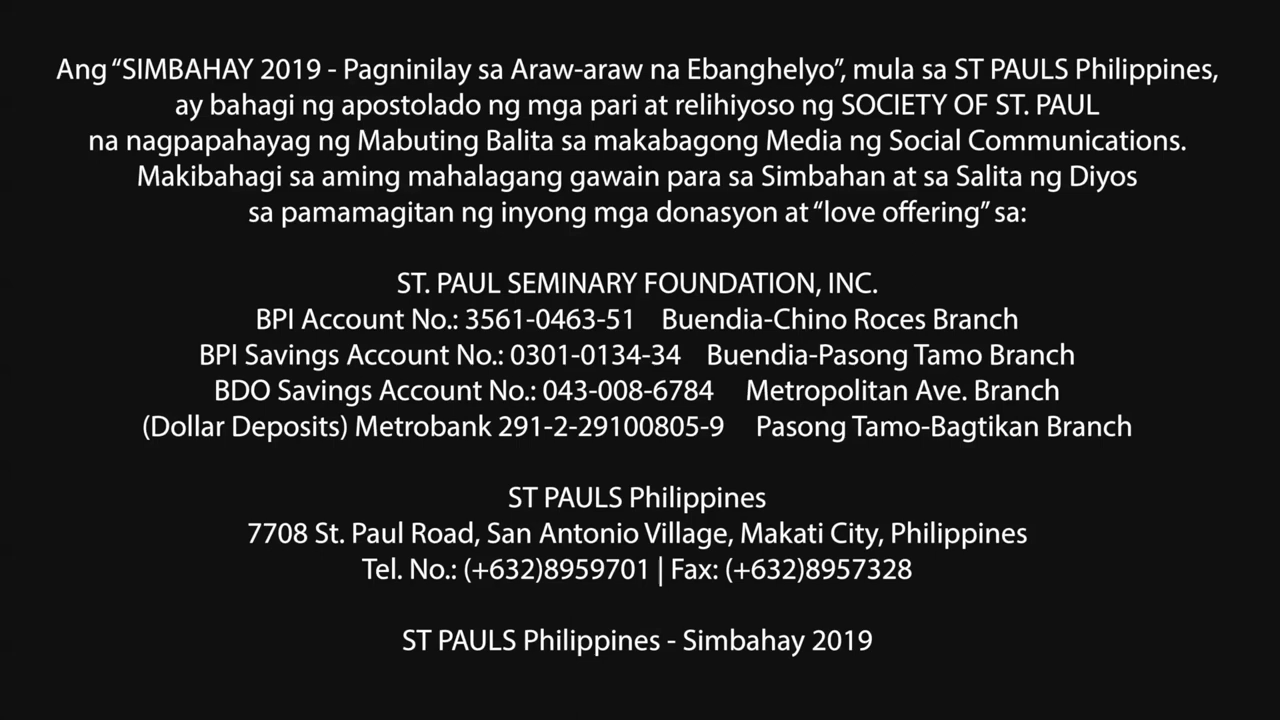 Ang “SIMBAHAY 2019 - Pagninilay sa Araw-araw na Ebanghelyo”, mula sa ST PAULS Philippines,
ay bahagi ng apostolado ng mga pari at relihiyoso ng SOCIETY OF ST. PAUL
na nagpapahayag ng Mabuting Balita sa makabagong Media ng Social Communications.
Makibahagi sa aming mahalagang gawain para sa Simbahan at sa Salita ng Diyos
sa pamamagitan ng inyong mga donasyon at “love offering” sa:
ST. PAUL SEMINARY FOUNDATION, INC.
BPI Account No.: 3561-0463-51 Buendia-Chino Roces Branch
BPI Savings Account No.: 0301-0134-34 Buendia-Pasong Tamo Branch
BDO Savings Account No.: 043-008-6784 Metropolitan Ave. Branch
(Dollar Deposits) Metrobank 291-2-29100805-9 Pasong Tamo-Bagtikan Branch
ST PAULS Philippines
7708 St. Paul Road, San Antonio Village, Makati City, Philippines
Tel. No.: (+632)8959701 | Fax: (+632)8957328
ST PAULS Philippines - Simbahay 2019